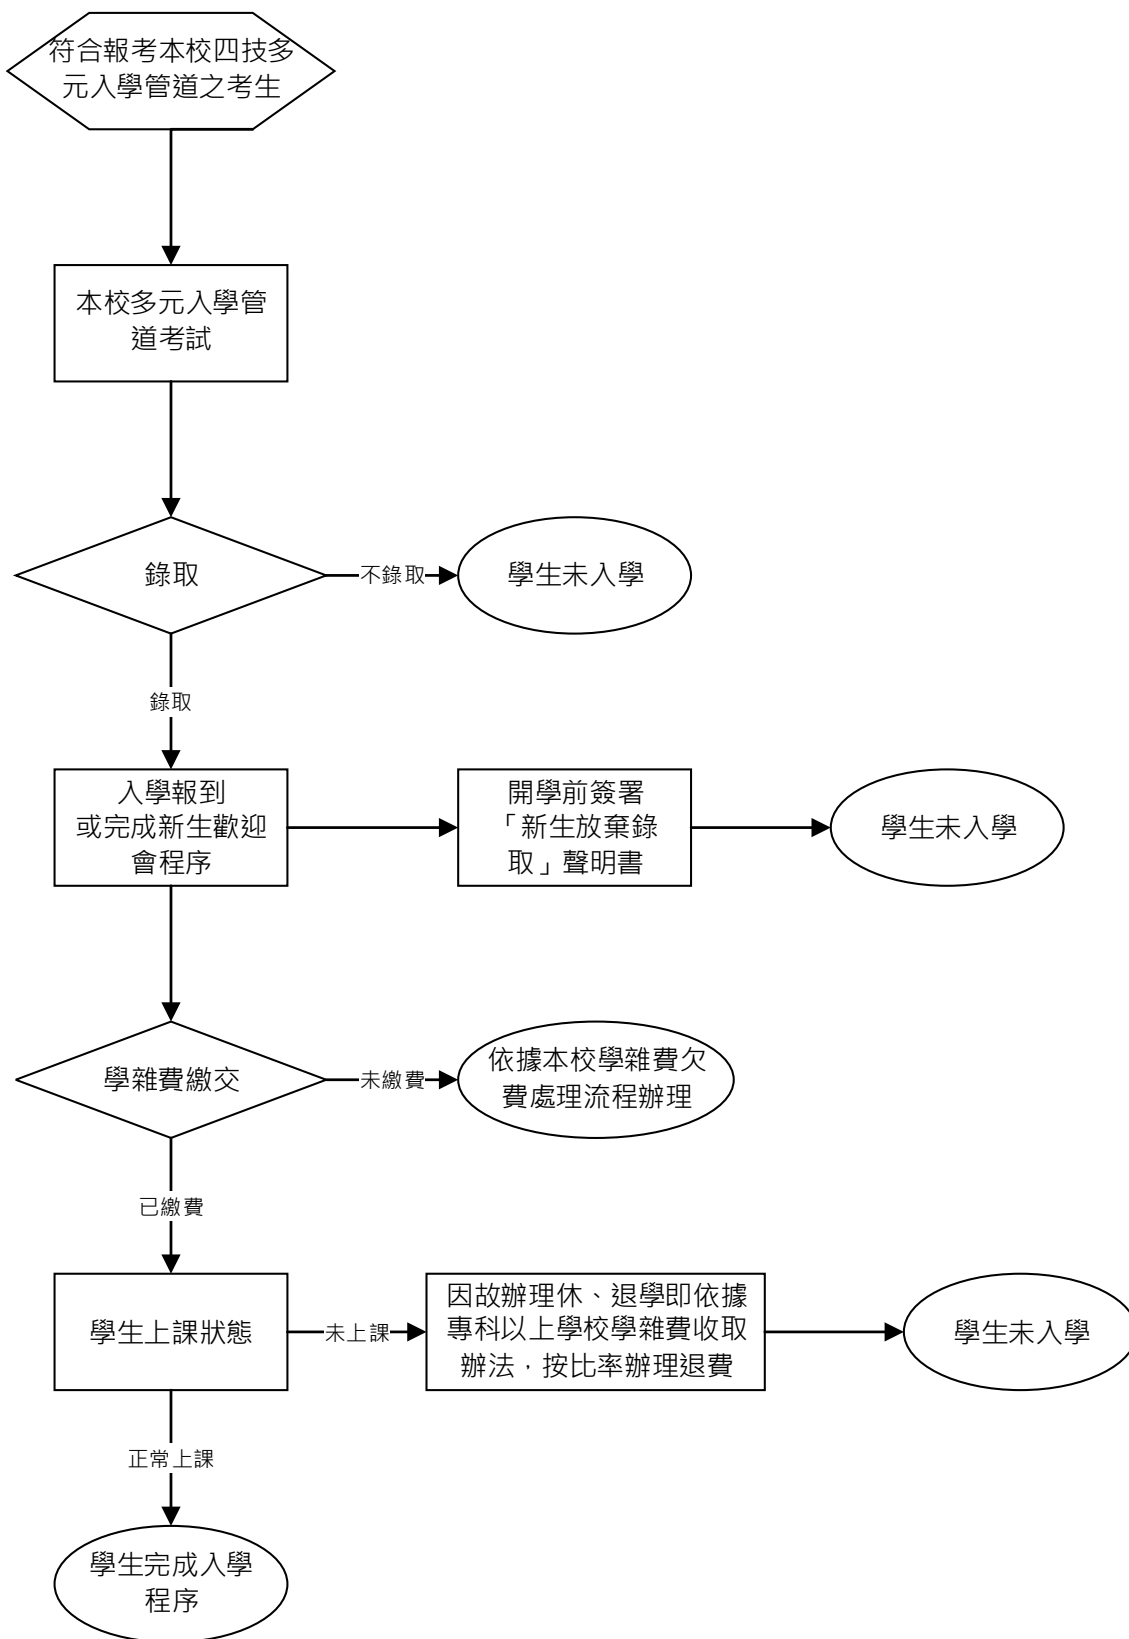 符合報考本校四技多
元入學管道之考生
本校多元入學管
道考試
錄取
不錄取
學生未入學
錄取
入學報到
或完成新生歡迎
會程序
開學前簽署
「新生放棄錄
取」聲明書
學生未入學
學雜費繳交
未繳費
依據本校學雜費欠
費處理流程辦理
已繳費
學生上課狀態
未上課
因故辦理休、退學即依據
專科以上學校學雜費收取
辦法，按比率辦理退費
學生未入學
正常上課
學生完成入學
程序